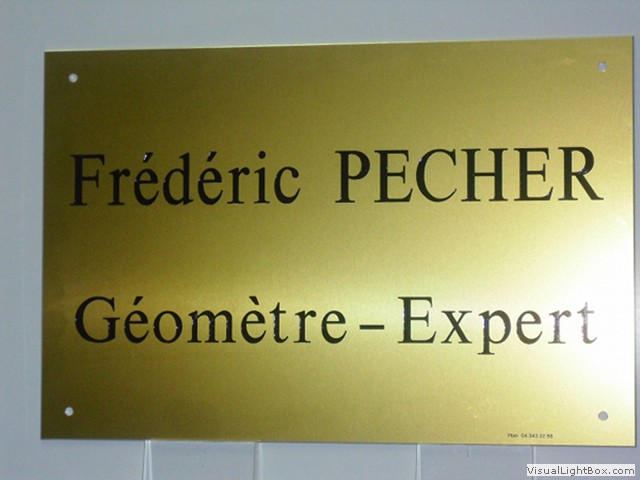 Frédéric PECHER
Géomètre-Expert
VisualLightBox.com